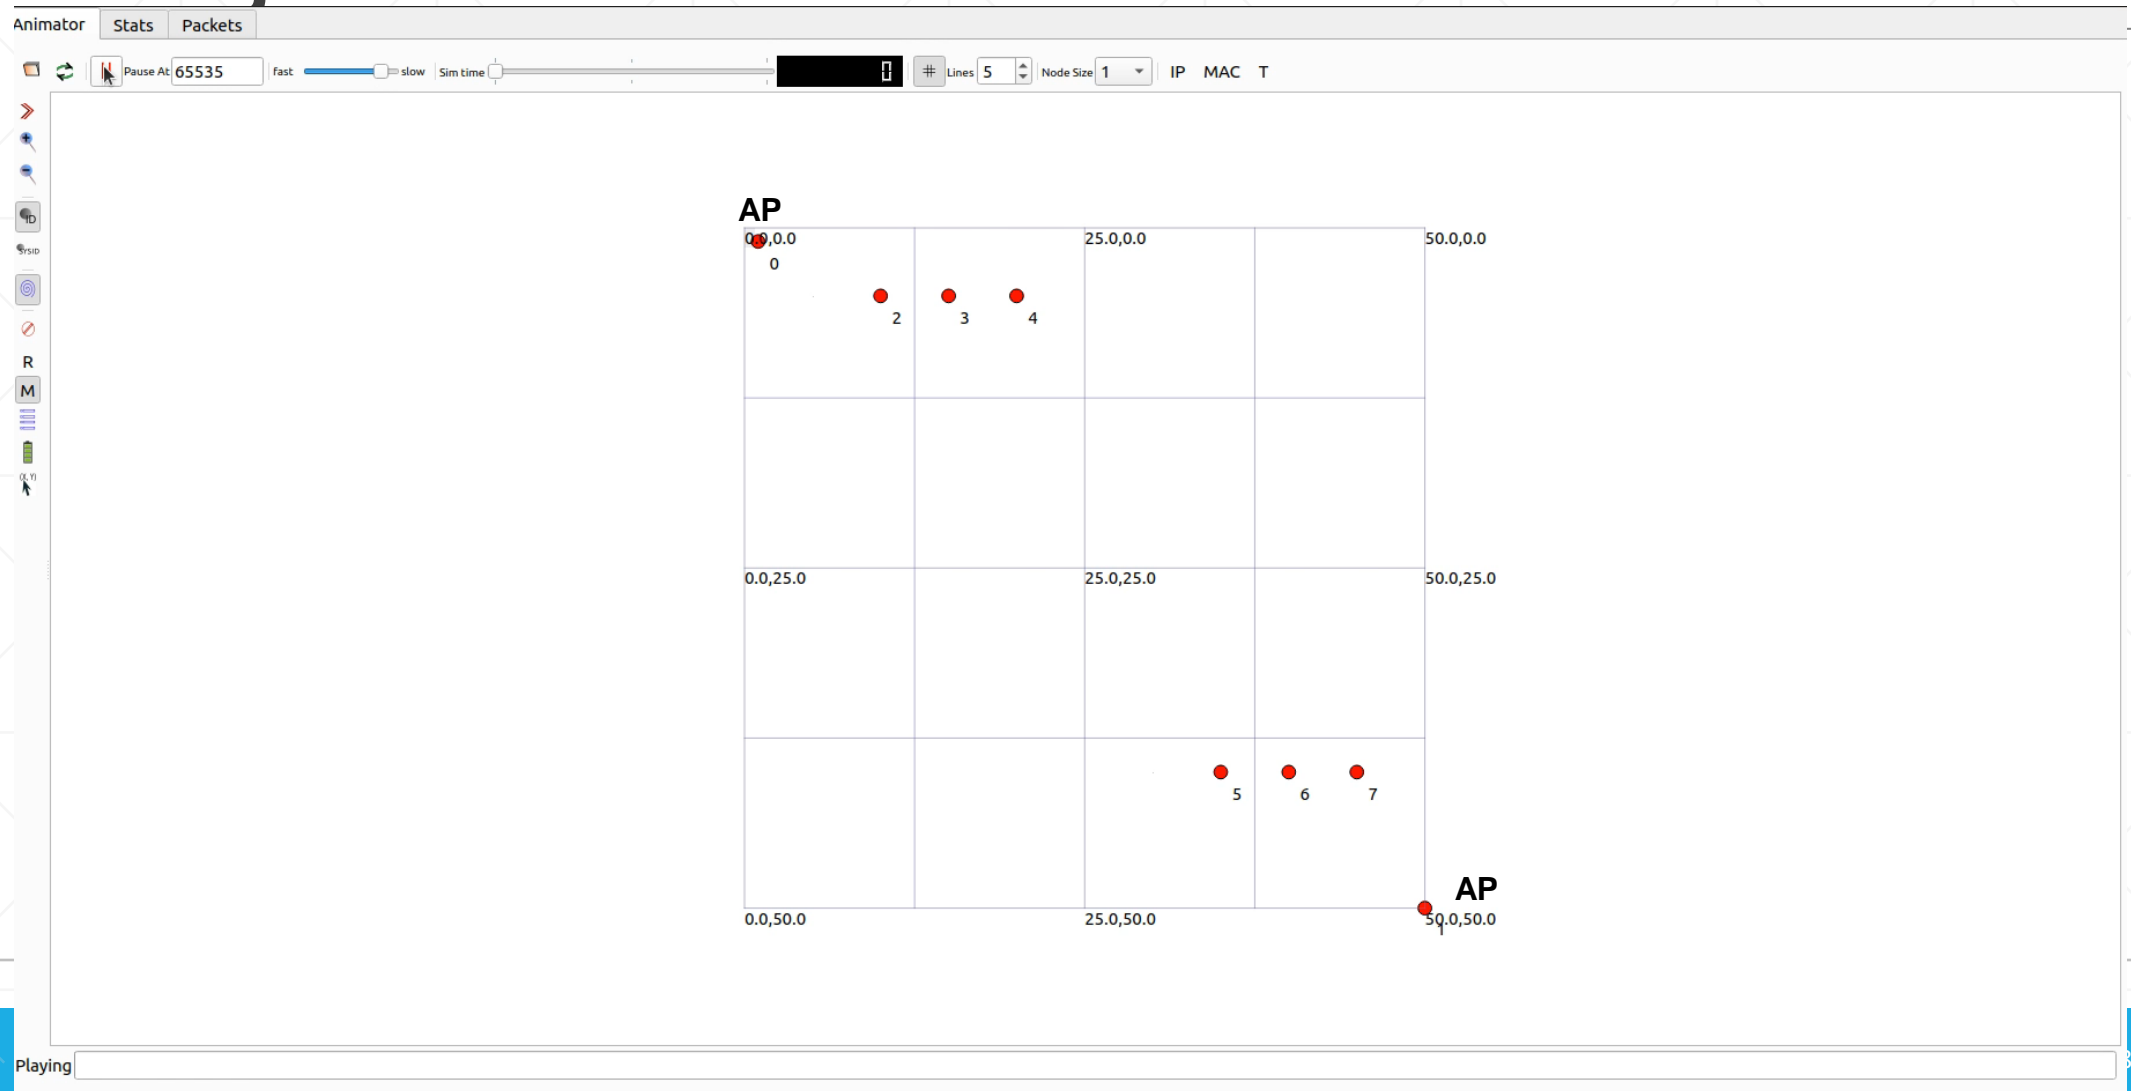 Animator Stats Packets
Pause At 65535 fast slow Sim time 0 Lines 5 Node Size 1 IP MAC T
ID
SYSID
R
M
(X, Y)
AP
0.0,0.0 25.0,0.0 50.0,0.0
0
2 3 4
0.0,25.0 25.0,25.0 50.0,25.0
5 6 7
AP
0.0,50.0 25.0,50.0 50.0,50.0
1
Playing